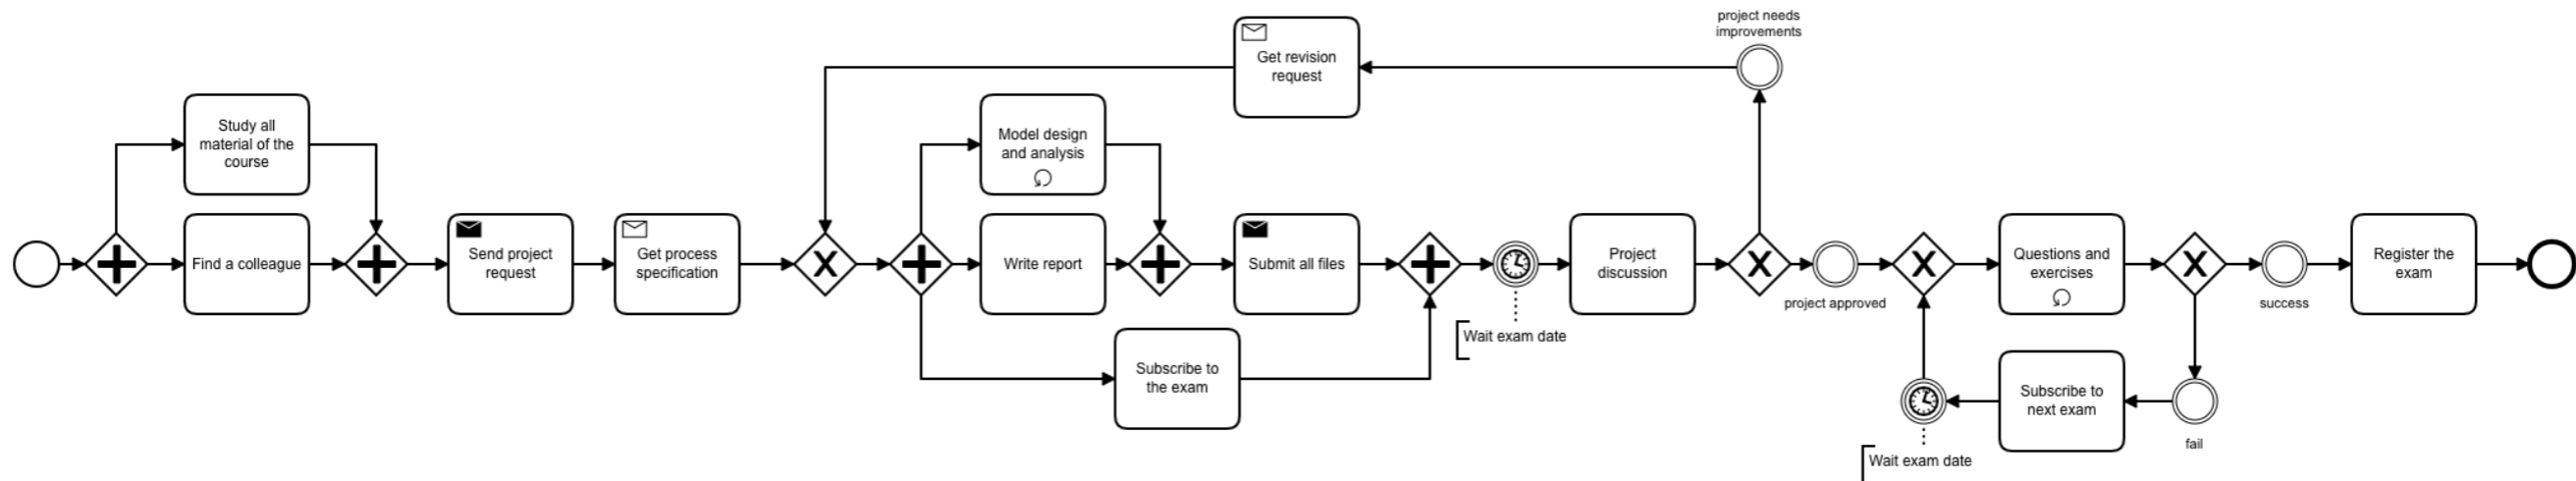 project needs
improvements
Get revision
request
Study all
material of the
course
Model design
and analysis
Find a colleague
Send project
request
Get process
specification
Write report
Submit all files
Project
discussion
project approved
Questions and
exercises
success
Register the
exam
Wait exam date
Subscribe to
the exam
Subscribe to
next exam
fail
Wait exam date